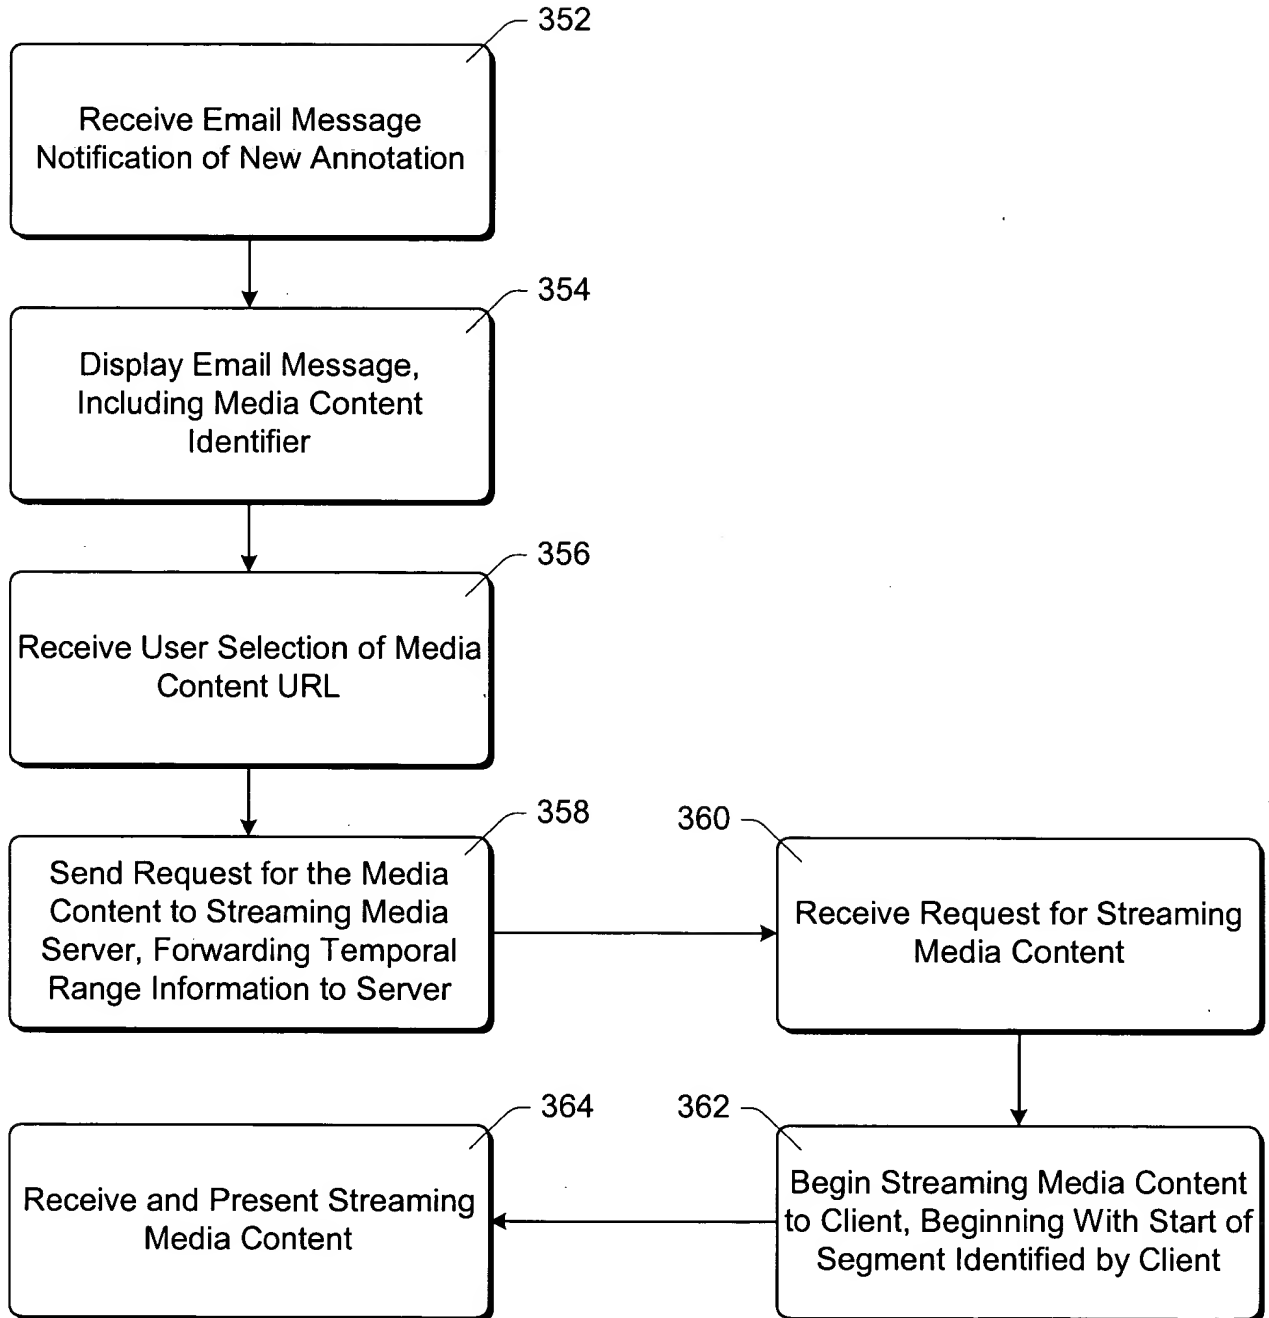 352
Receive Email Message
Notification of New Annotation
354
Display Email Message,
Including Media Content
Identifier
356
Receive User Selection of Media
Content URL
358
Send Request for the Media
Content to Streaming Media
Server, Forwarding Temporal
Range Information to Server
360
Receive Request for Streaming
Media Content
362
Begin Streaming Media Content
to Client, Beginning With Start of
Segment Identified by Client
364
Receive and Present Streaming
Media Content